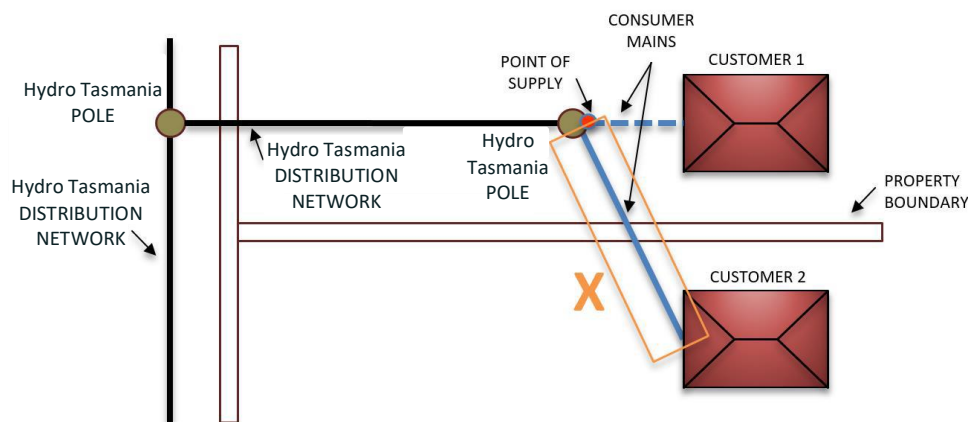 CONSUMER
MAINS
POINT OF
SUPPLY
CUSTOMER 1
Hydro Tasmania
POLE
Hydro Tasmania
DISTRIBUTION
NETWORK
Hydro
Tasmania
POLE
Hydro Tasmania
DISTRIBUTION
NETWORK
PROPERTY
BOUNDARY
X
CUSTOMER 2